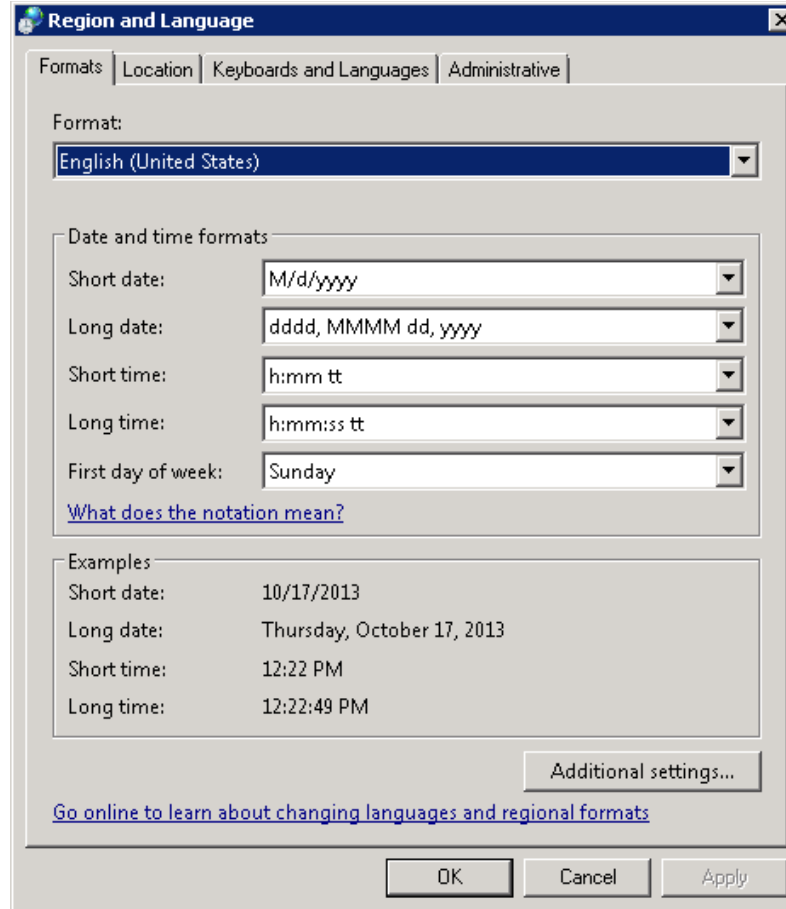 Region and Language
Formats Location Keyboards and Languages Administrative
Format:
English (United States)
Date and time formats
Short date: M/d/yyyy
Long date: dddd, MMMM dd, yyyy
Short time: h:mm tt
Long time: h:mm:ss tt
First day of week: Sunday
What does the notation mean?
Examples
Short date: 10/17/2013
Long date: Thursday, October 17, 2013
Short time: 12:22 PM
Long time: 12:22:49 PM
Additional settings...
Go online to learn about changing languages and regional formats
OK Cancel Apply